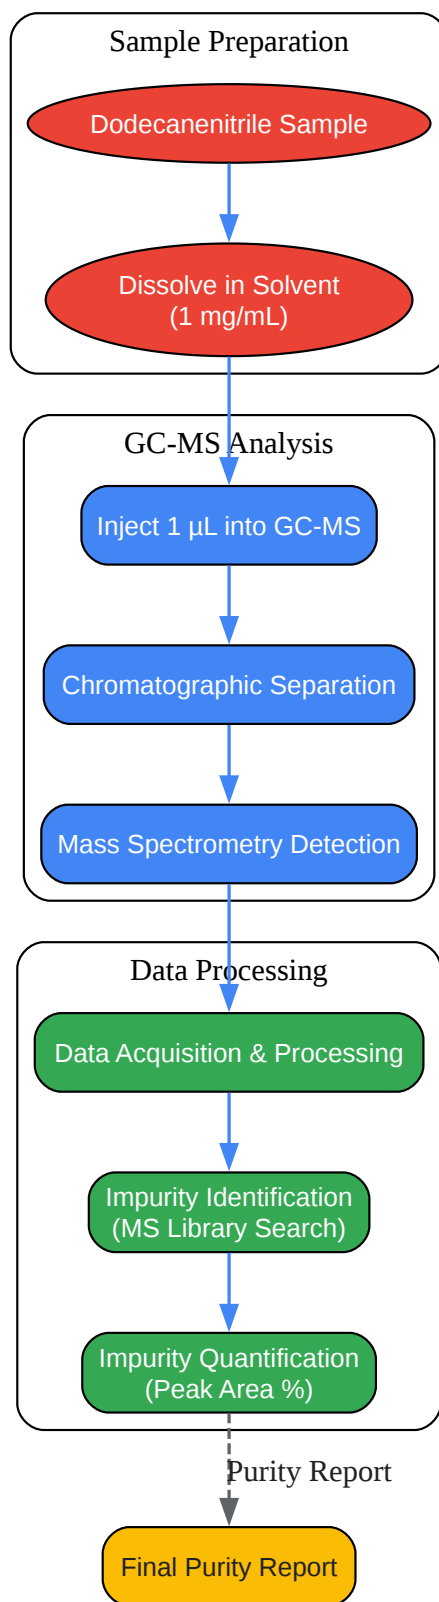 Sample Preparation
Dodecanenitrile Sample
Dissolve in Solvent
(1 mg/mL)
GC-MS Analysis
Inject 1 µL into GC-MS
Chromatographic Separation
Mass Spectrometry Detection
Data Processing
Data Acquisition & Processing
Impurity Identification
(MS Library Search)
Impurity Quantification
(Peak Area %)
Purity Report
Final Purity Report